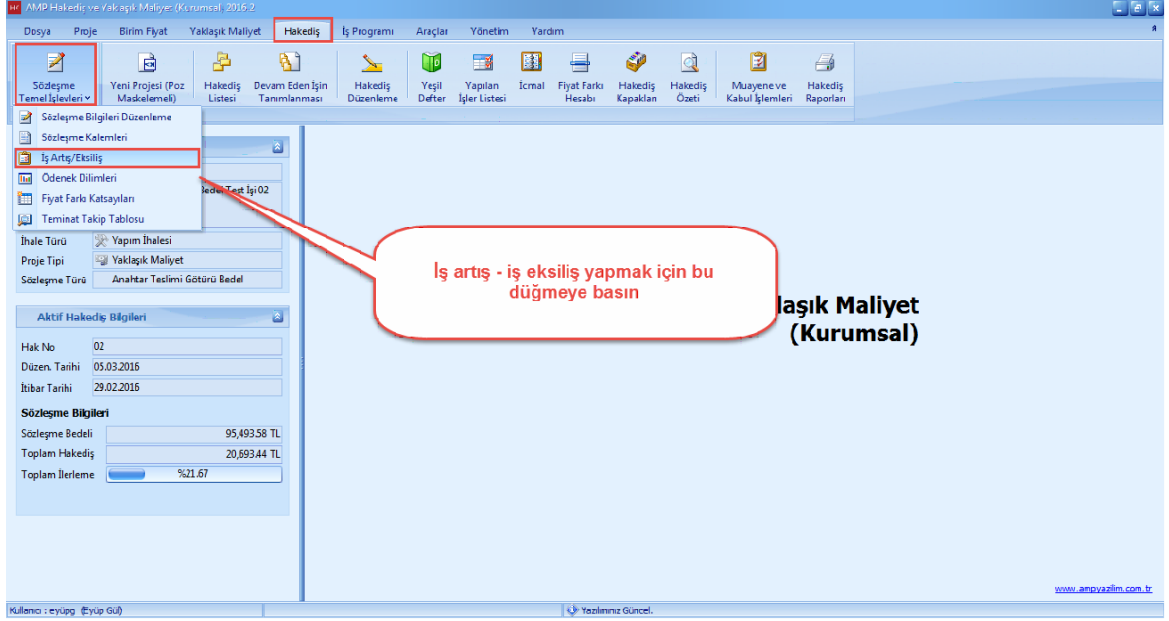 AMP Hakediş ve Yaklaşık Maliyet (Kurumsal) 2016.2
Dosya Proje Birim Fiyat Yaklaşık Maliyet Hakediş İş Programı Araçlar Yönetim Yardım
Sözleşme Temel İşlevleri
Yeni Projesi (Poz Maskelemeli)
Hakediş Listesi
Devam Eden İşin Tanımlanması
Hakediş Düzenleme
Yeşil Defter
Yapılan İşler Listesi
İcmal
Fiyat Farkı Hesabı
Hakediş Kapakları
Hakediş Özeti
Muayene ve Kabul İşlemleri
Hakediş Raporları
Sözleşme Bilgileri Düzenleme
Sözleşme Kalemleri
İş Artış/Eksiliş
Ödenek Dilimleri
Fiyat Farkı Katsayıları
Teminat Takip Tablosu
Bedel Test İşi 02
İhale Türü Yapım İhalesi
Proje Tipi Yaklaşık Maliyet
Sözleşme Türü Anahtar Teslimi Götürü Bedel
İş artış - iş eksiliş yapmak için bu
düğmeye basın
Maliyet
(Kurumsal)
Aktif Hakediş Bilgileri
Hak No 02
Düzen. Tarihi 05.03.2016
İtibar Tarihi 29.02.2016
Sözleşme Bilgileri
Sözleşme Bedeli 95,493.58 TL
Toplam Hakediş 20,693.44 TL
Toplam İlerleme %21.67
www.ampyazilim.com.tr
Kullanıcı : eyüpg (Eyüp Gül) Yazılımınız Güncel.